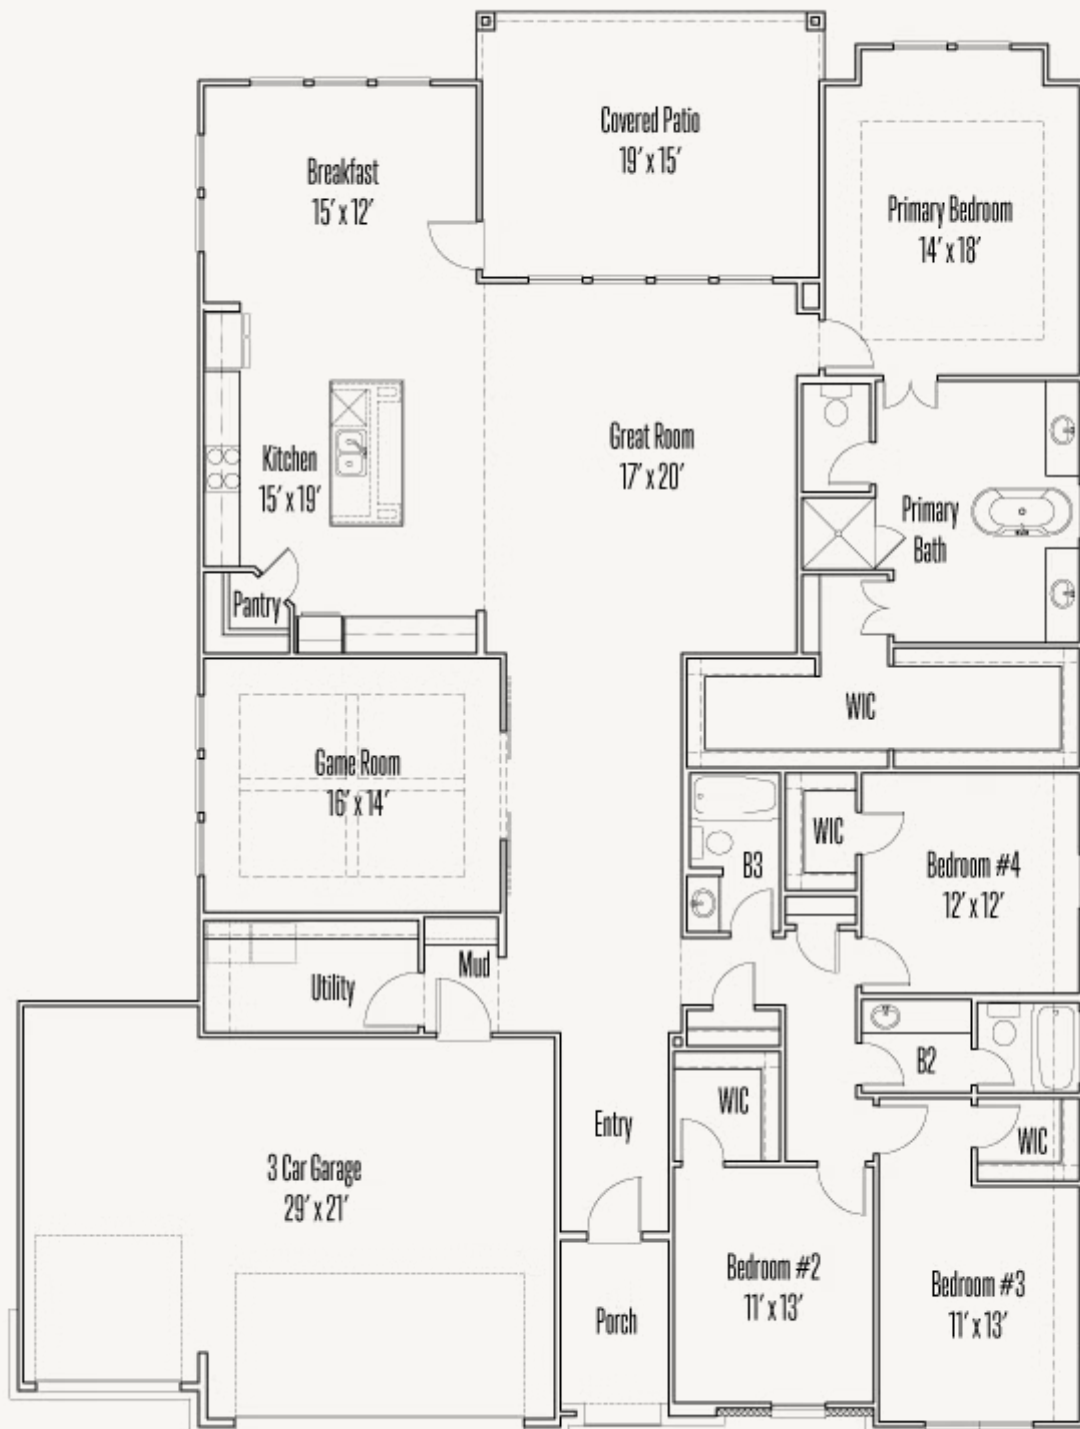 Covered Patio
19' x 15'
Breakfast
15' x 12'
Primary Bedroom
14' x 18'
Great Room
17' x 20'
Kitchen
15' x 19'
Primary
Bath
Pantry
WIC
Game Room
16' x 14'
WIC
B3
Bedroom #4
12' x 12'
Mud
Utility
B2
WIC
Entry
WIC
3 Car Garage
29' x 21'
Bedroom #2
11' x 13'
Bedroom #3
11' x 13'
Porch